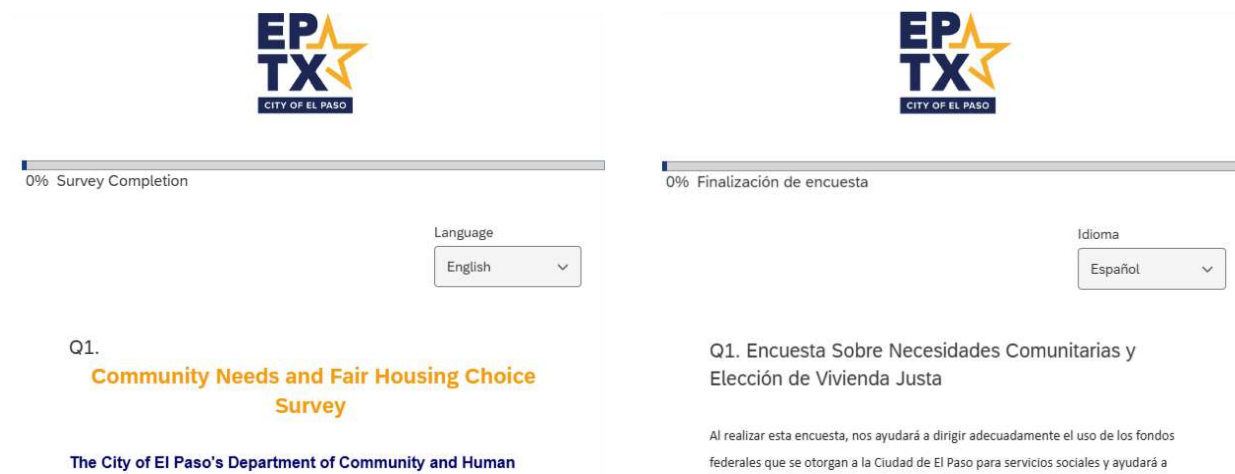 EP
TX
CITY OF EL PASO
0% Survey Completion
Language
English
Q1.
Community Needs and Fair Housing Choice
Survey
The City of El Paso's Department of Community and Human
EP
TX
CITY OF EL PASO
0% Finalización de encuesta
Idioma
Español
Q1. Encuesta Sobre Necesidades Comunitarias y
Elección de Vivienda Justa
Al realizar esta encuesta, nos ayudará a dirigir adecuadamente el uso de los fondos
federales que se otorgan a la Ciudad de El Paso para servicios sociales y ayudará a